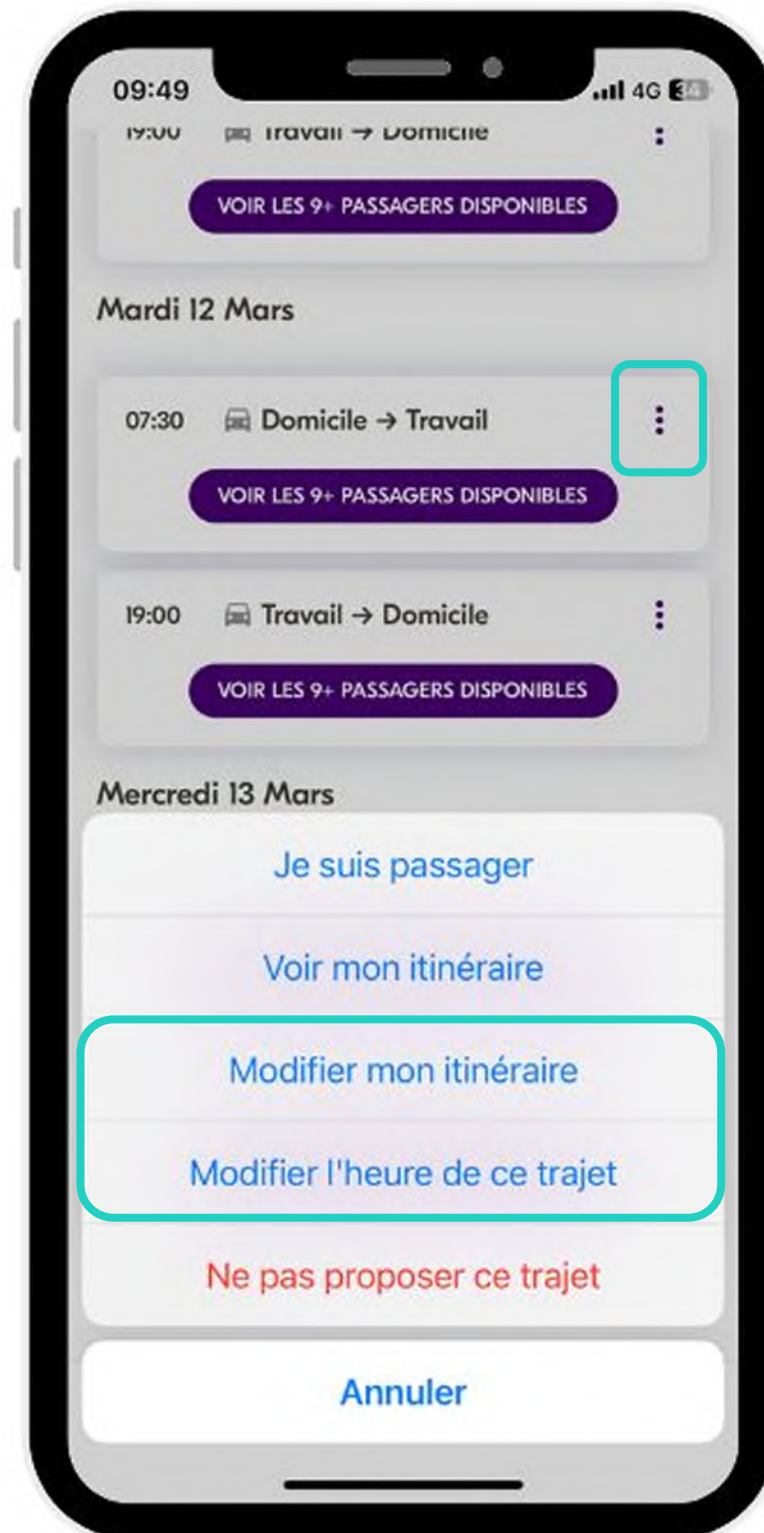 09:49
4G 34
19:00 Travail → Domicile
VOIR LES 9+ PASSAGERS DISPONIBLES
Mardi 12 Mars
07:30 Domicile → Travail
VOIR LES 9+ PASSAGERS DISPONIBLES
19:00 Travail → Domicile
VOIR LES 9+ PASSAGERS DISPONIBLES
Mercredi 13 Mars
Je suis passager
Voir mon itinéraire
Modifier mon itinéraire
Modifier l'heure de ce trajet
Ne pas proposer ce trajet
Annuler